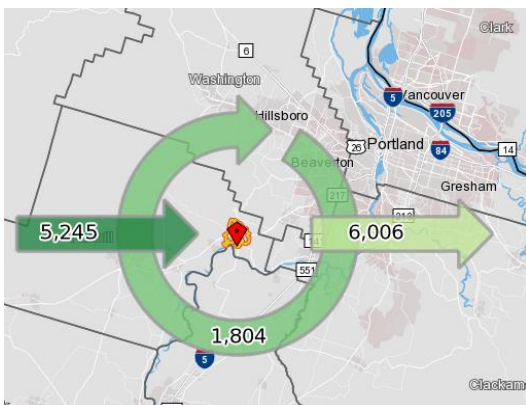 Clark
6
Washington
5
Vancouver
205
Hillsboro
26
Portland
84
14
Beaverton
Gresham
217
5,245
6,006
551
1,804
5
Clackam